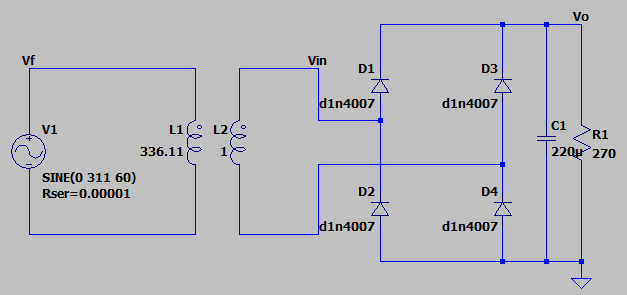 Vo
Vf
Vin
D1
D3
d1n4007
d1n4007
V1
L1
L2
C1
R1
336.11
1
220µ
270
SINE(0 311 60)
Rser=0.00001
D2
D4
d1n4007
d1n4007